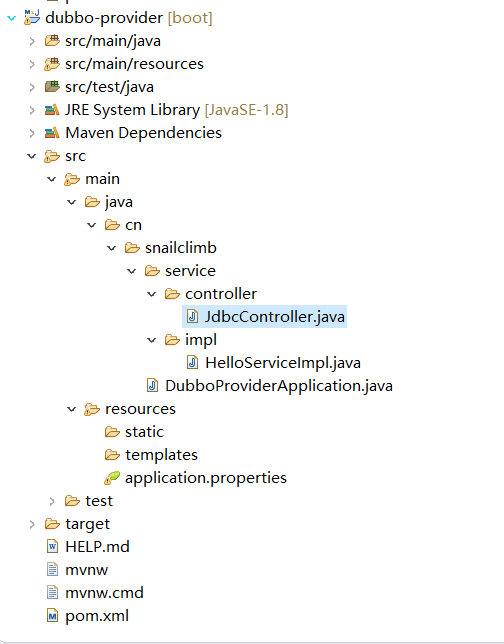 dubbo-provider [boot]
src/main/java
src/main/resources
src/test/java
JRE System Library [JavaSE-1.8]
Maven Dependencies
src
main
java
cn
snailclimb
service
controller
JdbcController.java
impl
HelloServiceImpl.java
DubboProviderApplication.java
resources
static
templates
application.properties
test
target
HELP.md
mvnw
mvnw.cmd
pom.xml